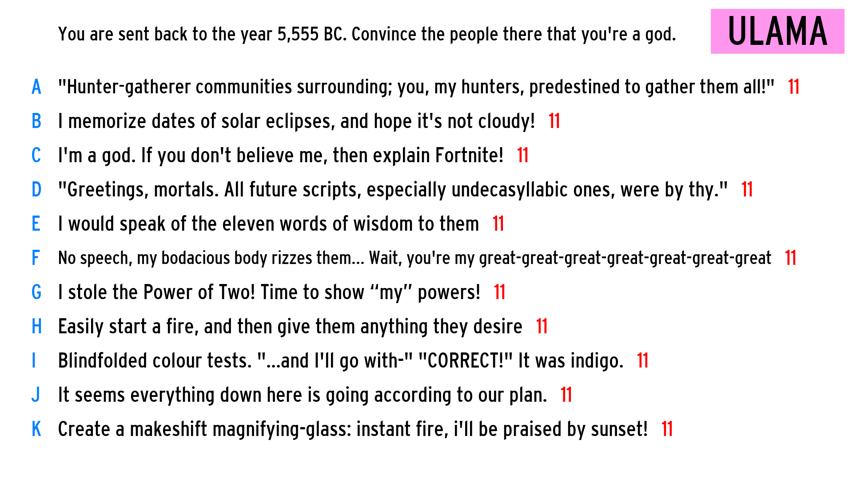 You are sent back to the year 5,555 BC. Convince the people there that you're a god.
ULAMA
A "Hunter-gatherer communities surrounding; you, my hunters, predestined to gather them all!" 11
B I memorize dates of solar eclipses, and hope it's not cloudy! 11
C I'm a god. If you don't believe me, then explain Fortnite! 11
D "Greetings, mortals. All future scripts, especially undecasyllabic ones, were by thy." 11
E I would speak of the eleven words of wisdom to them 11
F No speech, my bodacious body rizzes them... Wait, you're my great-great-great-great-great-great-great 11
G I stole the Power of Two! Time to show “my” powers! 11
H Easily start a fire, and then give them anything they desire 11
I Blindfolded colour tests. "...and I'll go with-" "CORRECT!" It was indigo. 11
J It seems everything down here is going according to our plan. 11
K Create a makeshift magnifying-glass: instant fire, i'll be praised by sunset! 11